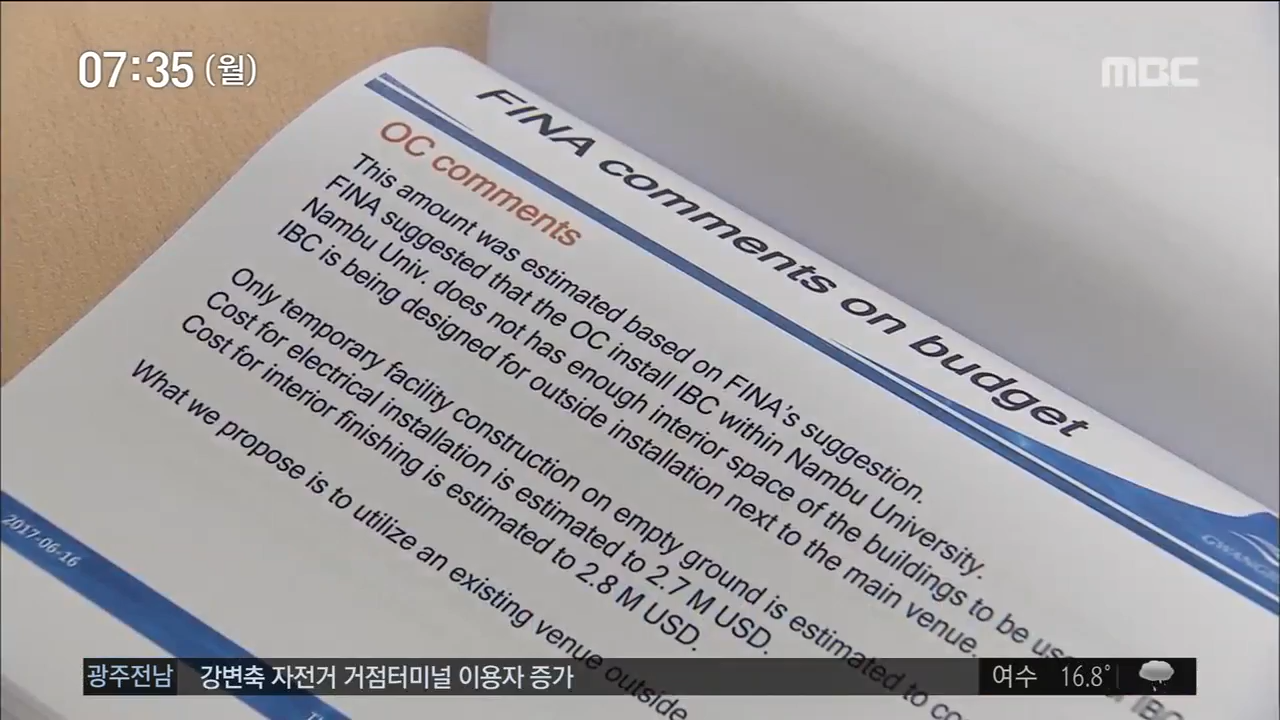 07:35 (월)
MBC
FINA comments on budget
OC comments
This amount was estimated based on FINA's suggestion.
FINA suggested that the OC install IBC within Nambu University.
Nambu Univ. does not has enough interior space of the buildings to be
IBC is being designed for outside installation next to the main venue.
Only temporary facility construction on empty ground is estimated to
Cost for electrical installation is estimated to 2.7 M USD.
Cost for interior finishing is estimated to 2.8 M USD.
What we propose is to utilize an existing venue outside
2017-06-16
광주전남 강변축 자전거 거점터미널 이용자 증가
여수 16.8°